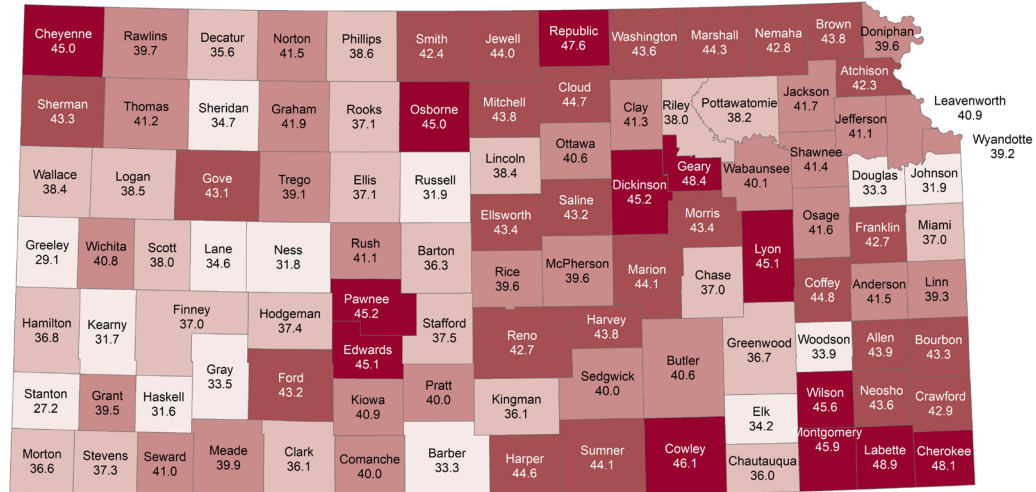 Cheyenne
45.0
Rawlins
39.7
Decatur
35.6
Norton
41.5
Phillips
38.6
Smith
42.4
Jewell
44.0
Republic
47.6
Washington
43.6
Marshall
44.3
Nemaha
42.8
Brown
43.8
Doniphan
39.6
Atchison
42.3
Sherman
43.3
Thomas
41.2
Sheridan
34.7
Graham
41.9
Rooks
37.1
Osborne
45.0
Mitchell
43.8
Cloud
44.7
Clay
41.3
Riley
38.0
Pottawatomie
38.2
Jackson
41.7
Jefferson
41.1
Leavenworth
40.9
Wyandotte
39.2
Wallace
38.4
Logan
38.5
Gove
43.1
Trego
39.1
Ellis
37.1
Russell
31.9
Lincoln
38.4
Ottawa
40.6
Dickinson
45.2
Geary
48.4
Wabaunsee
40.1
Shawnee
41.4
Douglas
33.3
Johnson
31.9
Ellsworth
43.4
Saline
43.2
Morris
43.4
Greeley
29.1
Wichita
40.8
Scott
38.0
Lane
34.6
Ness
31.8
Rush
41.1
Barton
36.3
Rice
39.6
McPherson
39.6
Marion
44.1
Chase
37.0
Lyon
45.1
Osage
41.6
Franklin
42.7
Miami
37.0
Hamilton
36.8
Kearny
31.7
Finney
37.0
Hodgeman
37.4
Pawnee
45.2
Edwards
45.1
Stafford
37.5
Reno
42.7
Harvey
43.8
Coffey
44.8
Anderson
41.5
Linn
39.3
Gray
33.5
Ford
43.2
Butler
40.6
Greenwood
36.7
Woodson
33.9
Allen
43.9
Bourbon
43.3
Stanton
27.2
Grant
39.5
Haskell
31.6
Kiowa
40.9
Pratt
40.0
Kingman
36.1
Sedgwick
40.0
Elk
34.2
Wilson
45.6
Neosho
43.6
Crawford
42.9
Morton
36.6
Stevens
37.3
Seward
41.0
Meade
39.9
Clark
36.1
Comanche
40.0
Barber
33.3
Harper
44.6
Sumner
44.1
Cowley
46.1
Chautauqua
36.0
Montgomery
45.9
Labette
48.9
Cherokee
48.1